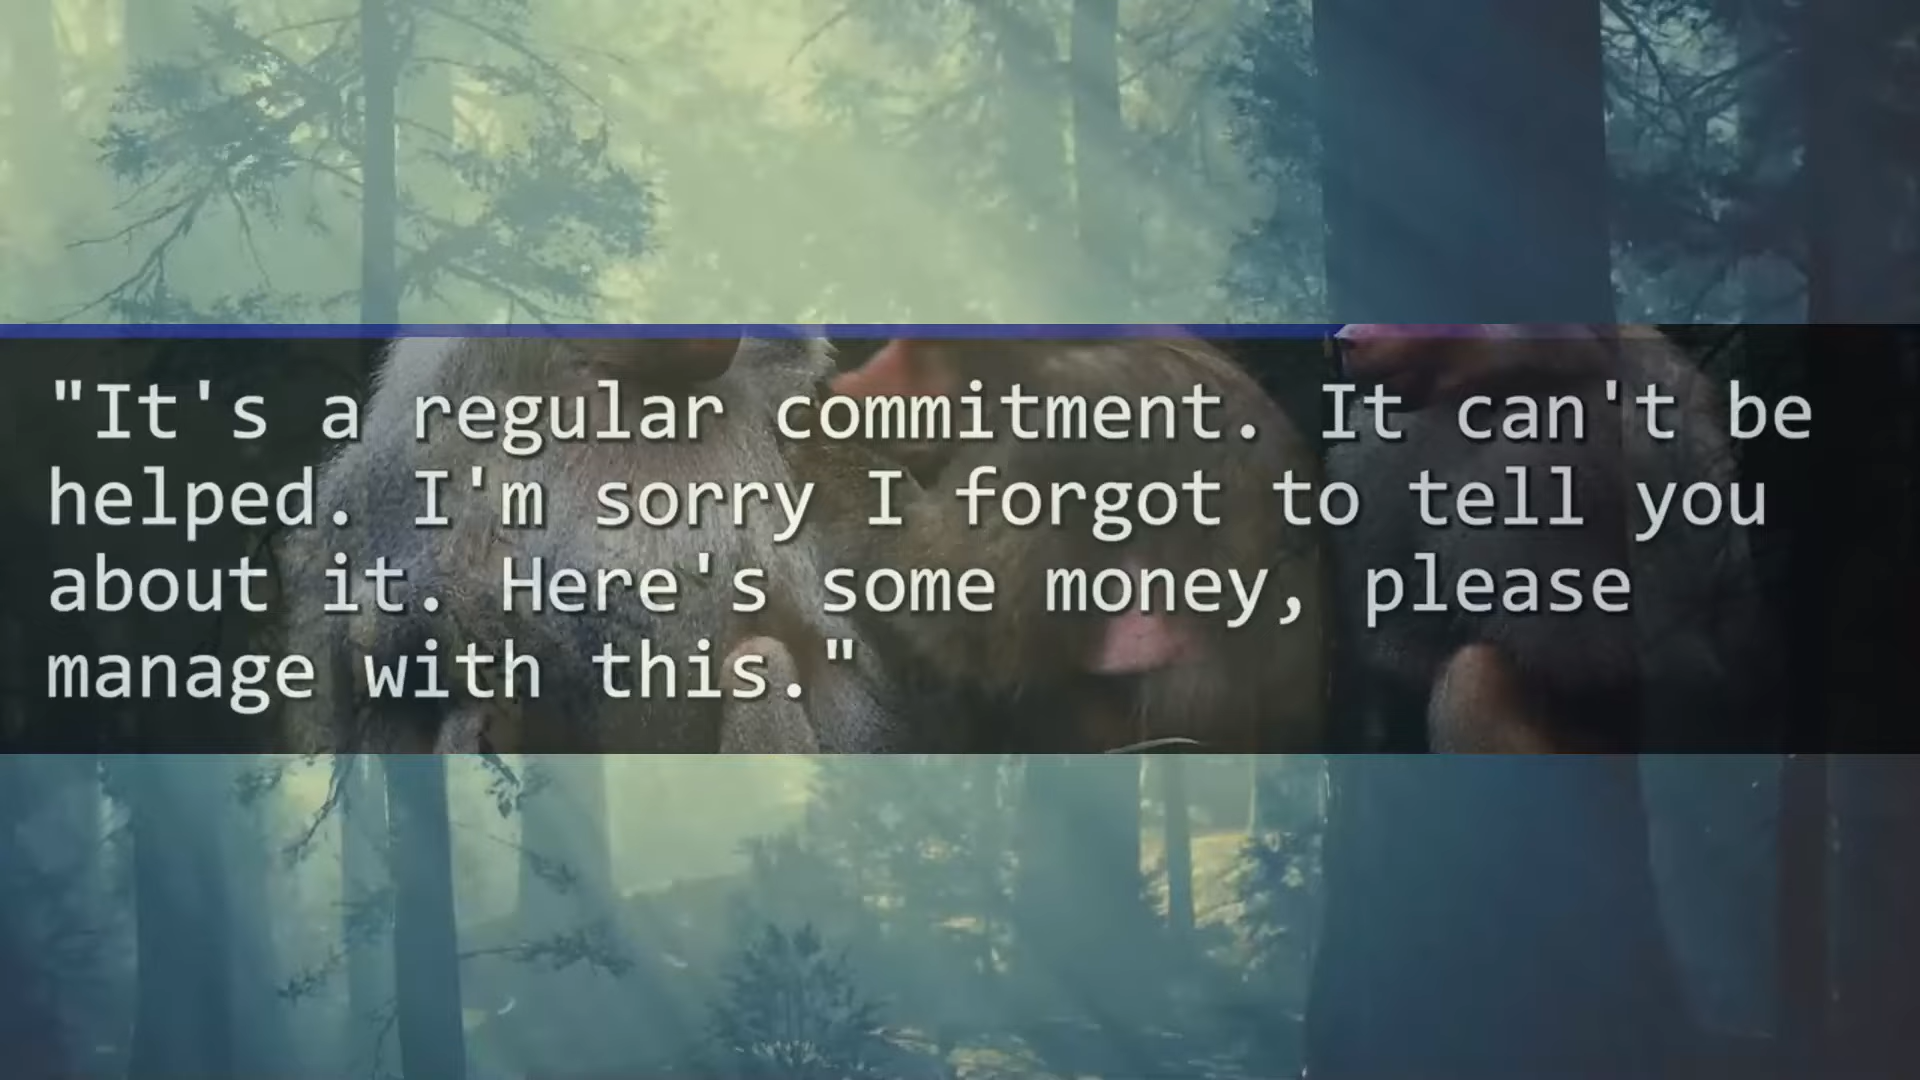 "It's a regular commitment. It can't be
helped. I'm sorry I forgot to tell you
about it. Here's some money, please
manage with this."